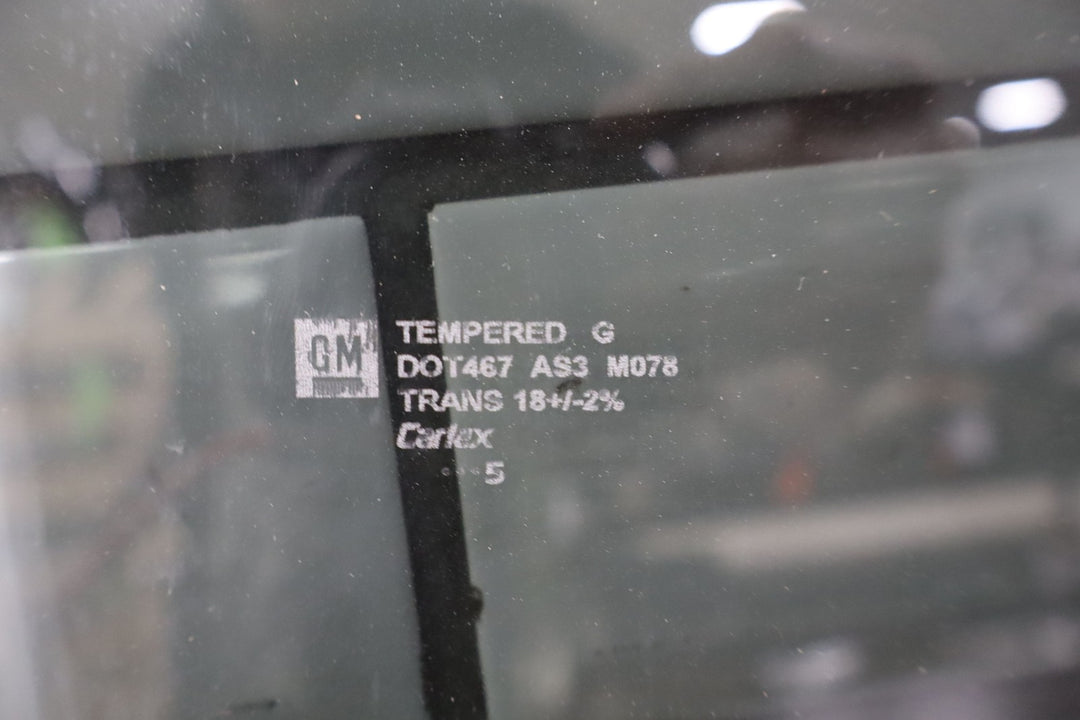 GM
TEMPERED G
DOT467 AS3 M078
TRANS 18+/-2%
Carlex
5